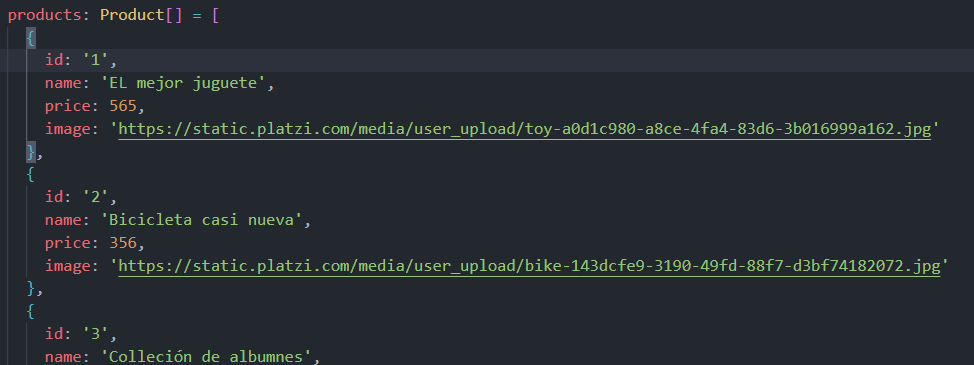 products: Product[] = [
{
id: '1',
name: 'EL mejor juguete',
price: 565,
image: 'https://static.platzi.com/media/user_upload/toy-a0d1c980-a8ce-4fa4-83d6-3b016999a162.jpg'
},
{
id: '2',
name: 'Bicicleta casi nueva',
price: 356,
image: 'https://static.platzi.com/media/user_upload/bike-143dcfe9-3190-49fd-88f7-d3bf74182072.jpg'
},
{
id: '3',
name: 'Colleción de albumnes',